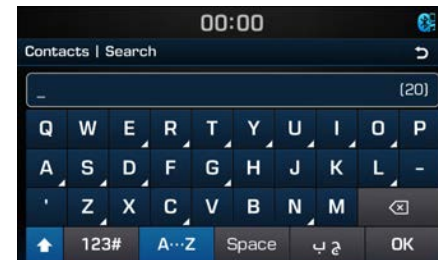 00:00
Contacts | Search
_ (20)
Q W E R T Y U I O P
A S D F G H J K L -
' Z X C V B N M
123# A···Z Space ج ب OK